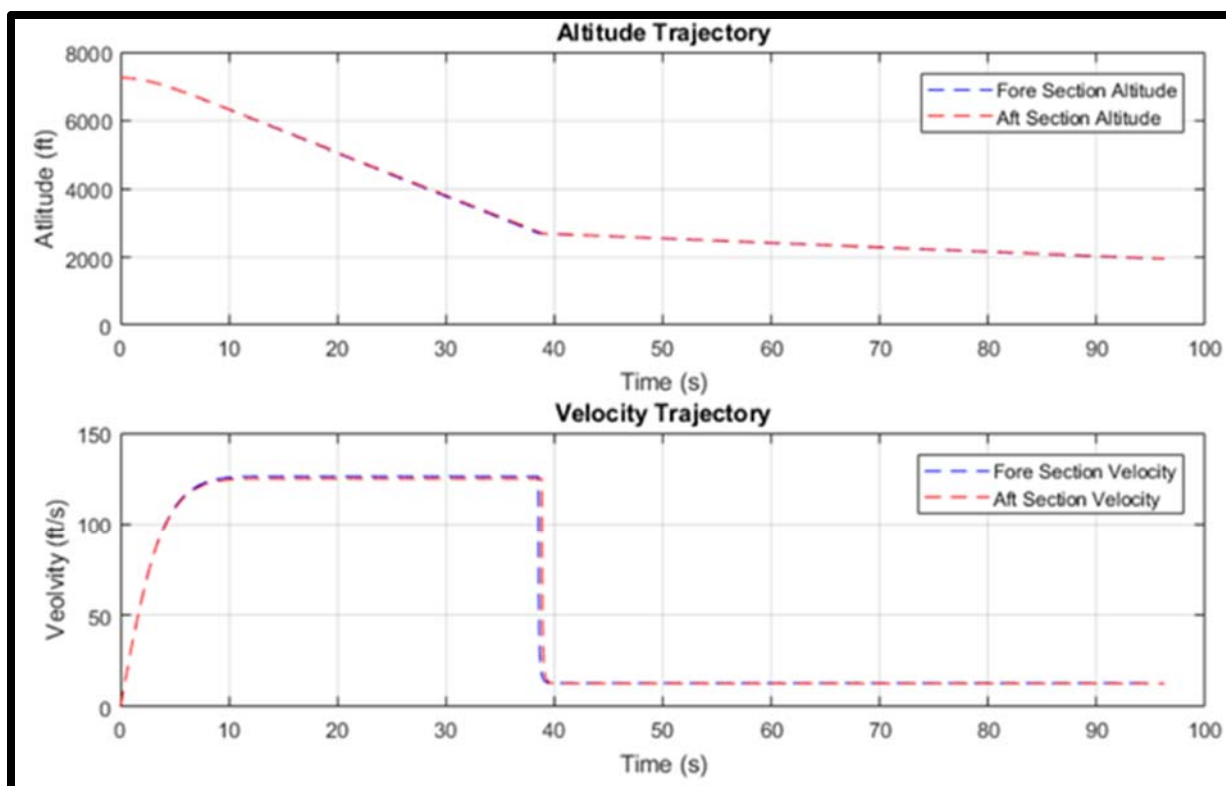 Altitude Trajectory
8000
6000
4000
2000
0
Atlitude (ft)
Fore Section Altitude
Aft Section Altitude
0 10 20 30 40 50 60 70 80 90 100
Time (s)
Velocity Trajectory
150
100
50
0
Veolvity (ft/s)
Fore Section Velocity
Aft Section Velocity
0 10 20 30 40 50 60 70 80 90 100
Time (s)